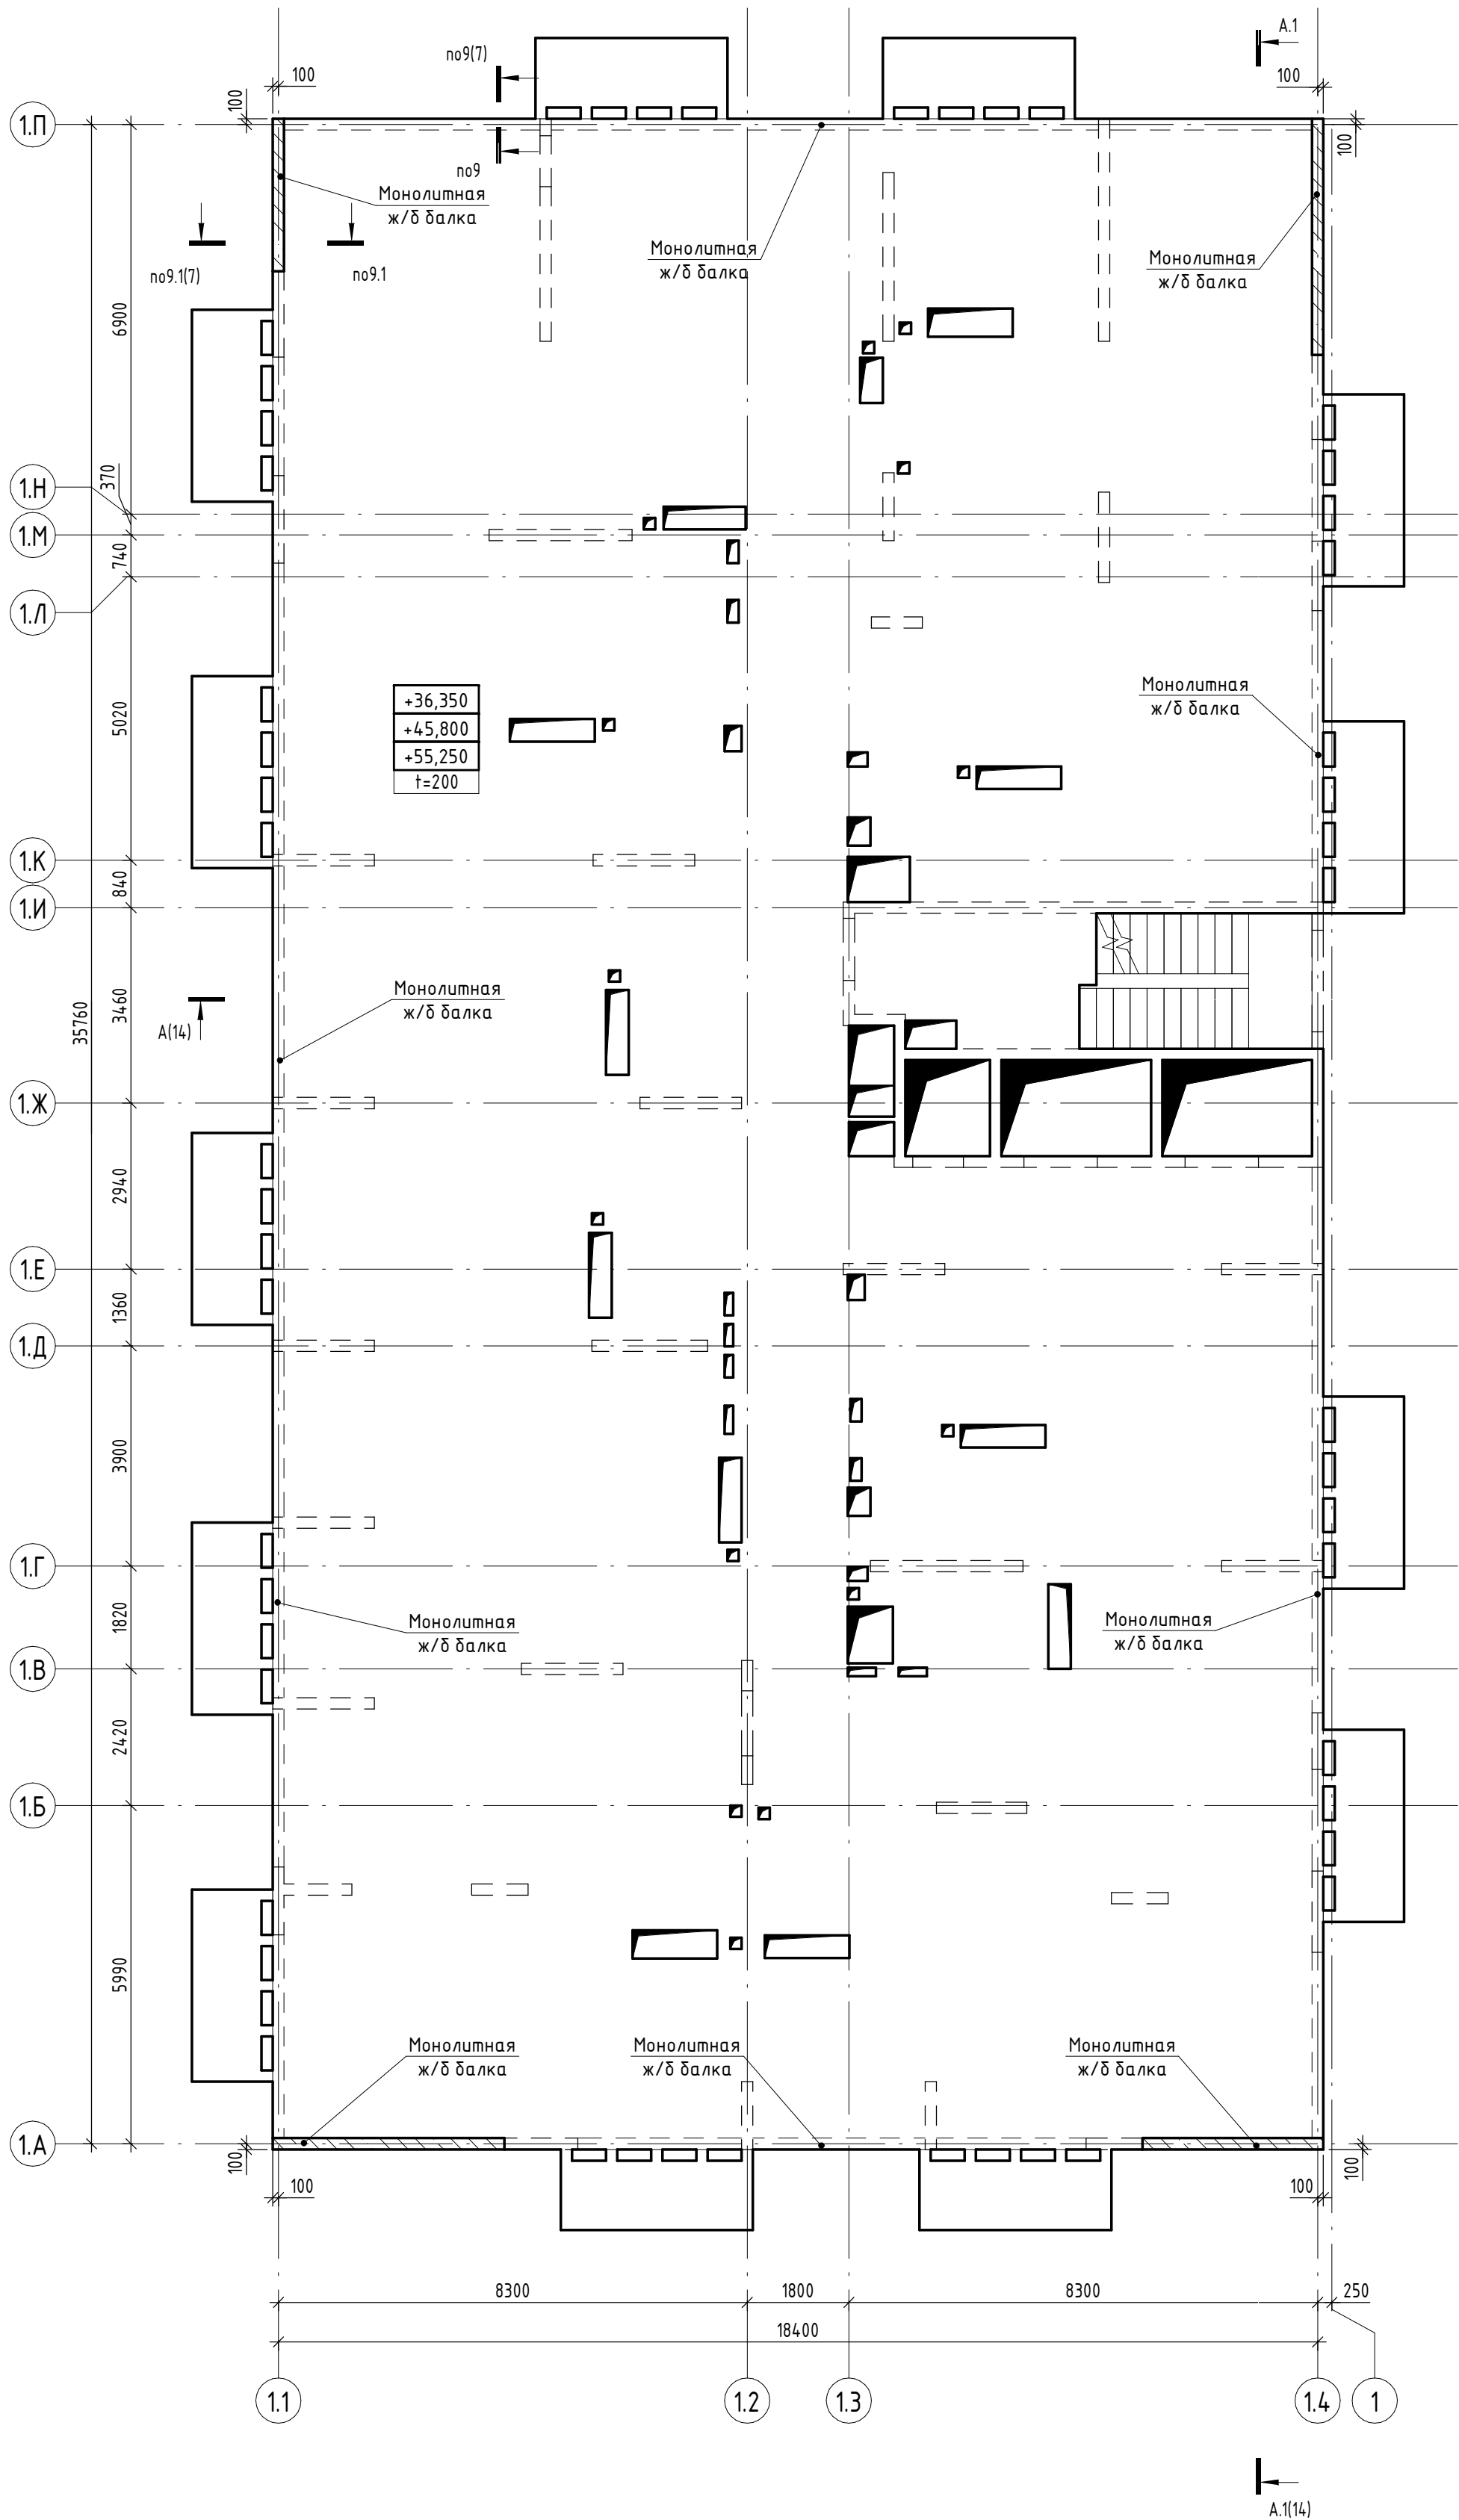 А.1
по9(7)
100
100
100
1.П
100
по9
Монолитная
ж/б балка
Монолитная
ж/б балка
Монолитная
ж/б балка
по9.1(7)
по9.1
6900
370
1.Н
1.М
740
1.Л
5020
+36,350
+45,800
+55,250
t=200
Монолитная
ж/б балка
1.К
840
1.И
3460
35760
Монолитная
ж/б балка
А(14)
1.Ж
2940
1.Е
1360
1.Д
3900
1.Г
1820
Монолитная
ж/б балка
Монолитная
ж/б балка
1.В
2420
1.Б
5990
Монолитная
ж/б балка
Монолитная
ж/б балка
Монолитная
ж/б балка
1.А
100
100
100
100
8300
1800
8300
250
18400
1.1
1.2
1.3
1.4
1
А.1(14)